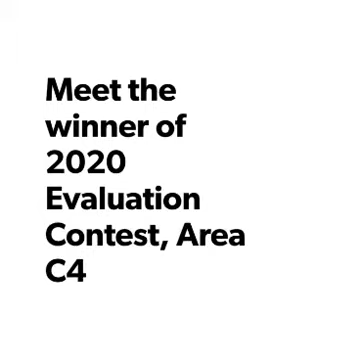 Meet the
winner of
2020
Evaluation
Contest, Area
C4